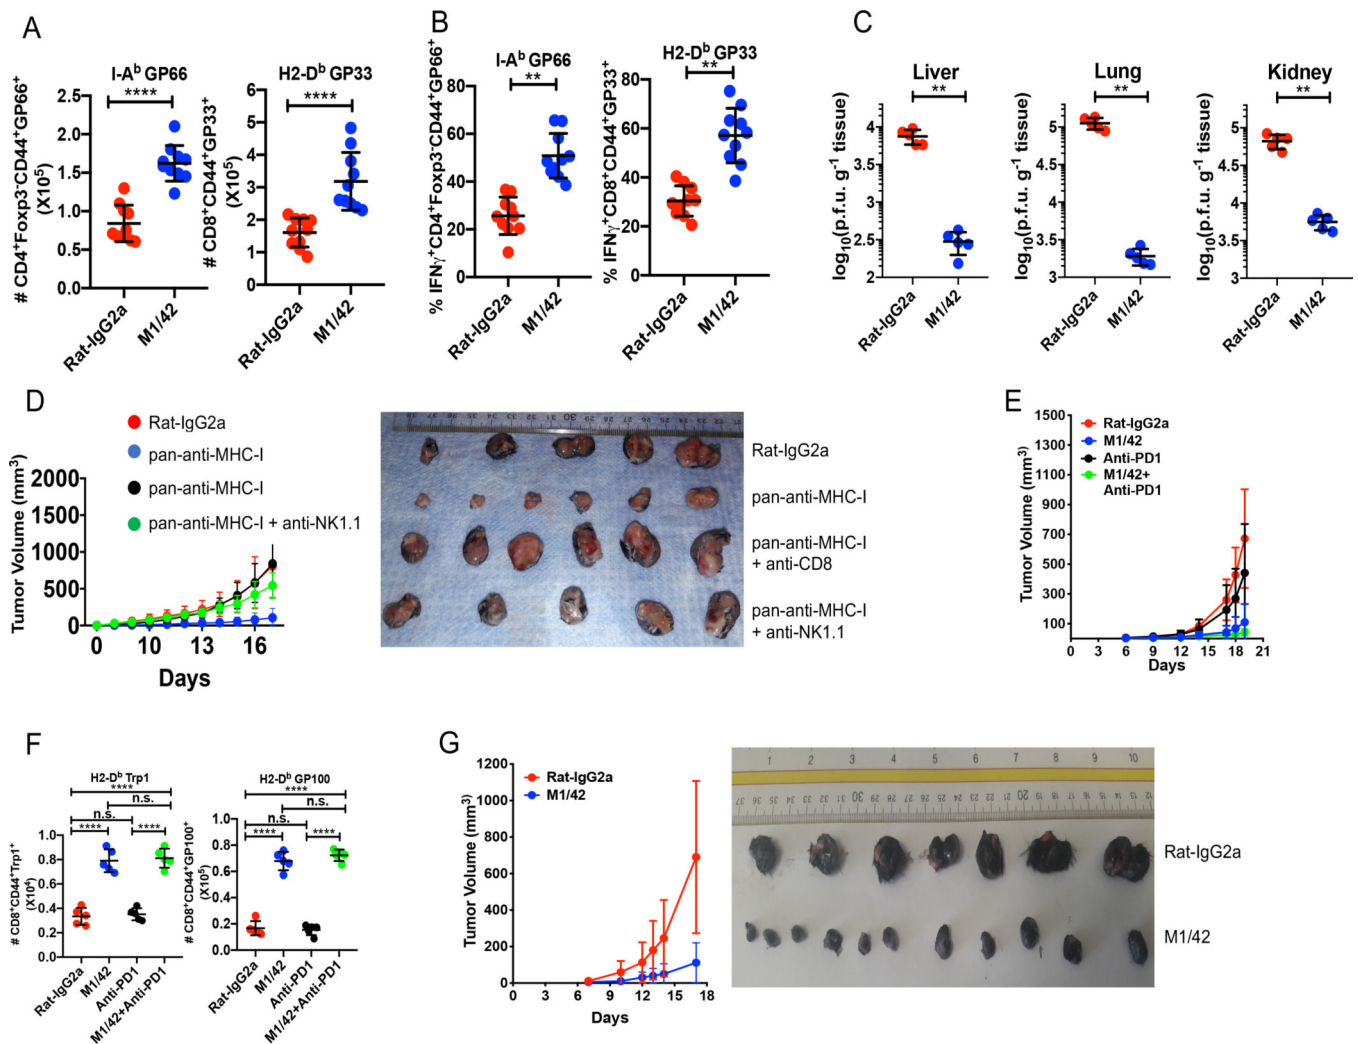 A
I-Aᵇ GP66
****
# CD4⁺Foxp3⁻CD44⁺GP66⁺
(X10⁵)
2.5
2.0
1.5
1.0
0.5
0.0
Rat-IgG2a
M1/42
H2-Dᵇ GP33
****
# CD8⁺CD44⁺GP33⁺
(X10⁵)
6
5
4
3
2
1
0
Rat-IgG2a
M1/42
B
I-Aᵇ GP66
**
% IFNγ⁺CD4⁺Foxp3⁻CD44⁺GP66⁺
80
60
40
20
0
Rat-IgG2a
M1/42
H2-Dᵇ GP33
**
% IFNγ⁺CD8⁺CD44⁺GP33⁺
80
60
40
20
0
Rat-IgG2a
M1/42
C
Liver
**
log₁₀(p.f.u. g⁻¹ tissue)
4
3.5
3
2.5
2
Rat-IgG2a
M1/42
Lung
**
log₁₀(p.f.u. g⁻¹ tissue)
5
4.5
4
3.5
3
Rat-IgG2a
M1/42
Kidney
**
log₁₀(p.f.u. g⁻¹ tissue)
5
4.5
4
3.5
3
Rat-IgG2a
M1/42
D
Rat-IgG2a
pan-anti-MHC-I
pan-anti-MHC-I
pan-anti-MHC-I + anti-NK1.1
Tumor Volume (mm³)
2000
1500
1000
500
0
0
10
13
16
Days
Rat-IgG2a
pan-anti-MHC-I
pan-anti-MHC-I
+ anti-CD8
pan-anti-MHC-I
+ anti-NK1.1
E
Rat-IgG2a
M1/42
Anti-PD1
M1/42+
Anti-PD1
Tumor Volume (mm³)
1500
1300
1100
900
700
500
300
100
0 3 6 9 12 15 18 21
Days
F
H2-Dᵇ Trp1
****
n.s.
n.s.
**** ****
# CD8⁺CD44⁺Trp1⁺
(X10⁴)
1.0
0.8
0.6
0.4
0.2
0.0
Rat-IgG2a
M1/42
Anti-PD1
M1/42+Anti-PD1
H2-Dᵇ GP100
****
n.s.
n.s.
**** ****
# CD8⁺CD44⁺GP100⁺
(X10⁵)
1.0
0.8
0.6
0.4
0.2
0
Rat-IgG2a
M1/42
Anti-PD1
M1/42+Anti-PD1
G
Rat-IgG2a
M1/42
Tumor Volume (mm³)
1200
1000
800
600
400
200
0
0 3 6 9 12 15 18
Days
1 2 3 4 5 6 7 8 9 10
Rat-IgG2a
M1/42